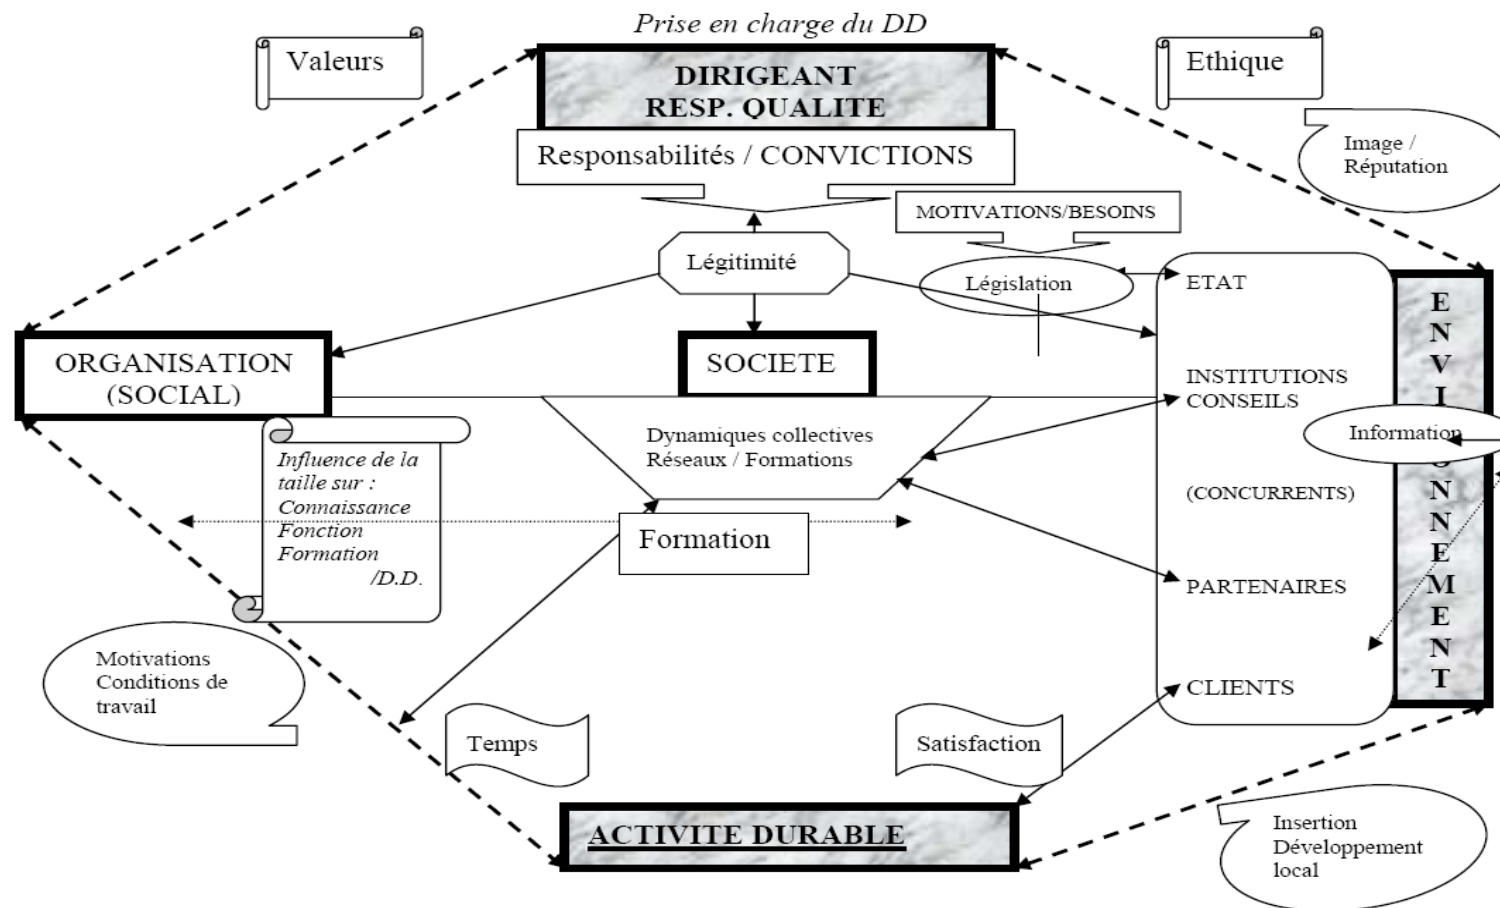 Prise en charge du DD
Valeurs
DIRIGEANT
RESP. QUALITE
Ethique
Responsabilités / CONVICTIONS
Image /
Réputation
MOTIVATIONS/BESOINS
Légitimité
Législation
ETAT
ORGANISATION
(SOCIAL)
SOCIETE
INSTITUTIONS
CONSEILS
Dynamiques collectives
Réseaux / Formations
Information
ENVIRONNEMENT
Influence de la
taille sur :
Connaissance
Fonction
Formation
/D.D.
(CONCURRENTS)
Formation
PARTENAIRES
Motivations
Conditions de
travail
CLIENTS
Temps
Satisfaction
ACTIVITE DURABLE
Insertion
Développement
local